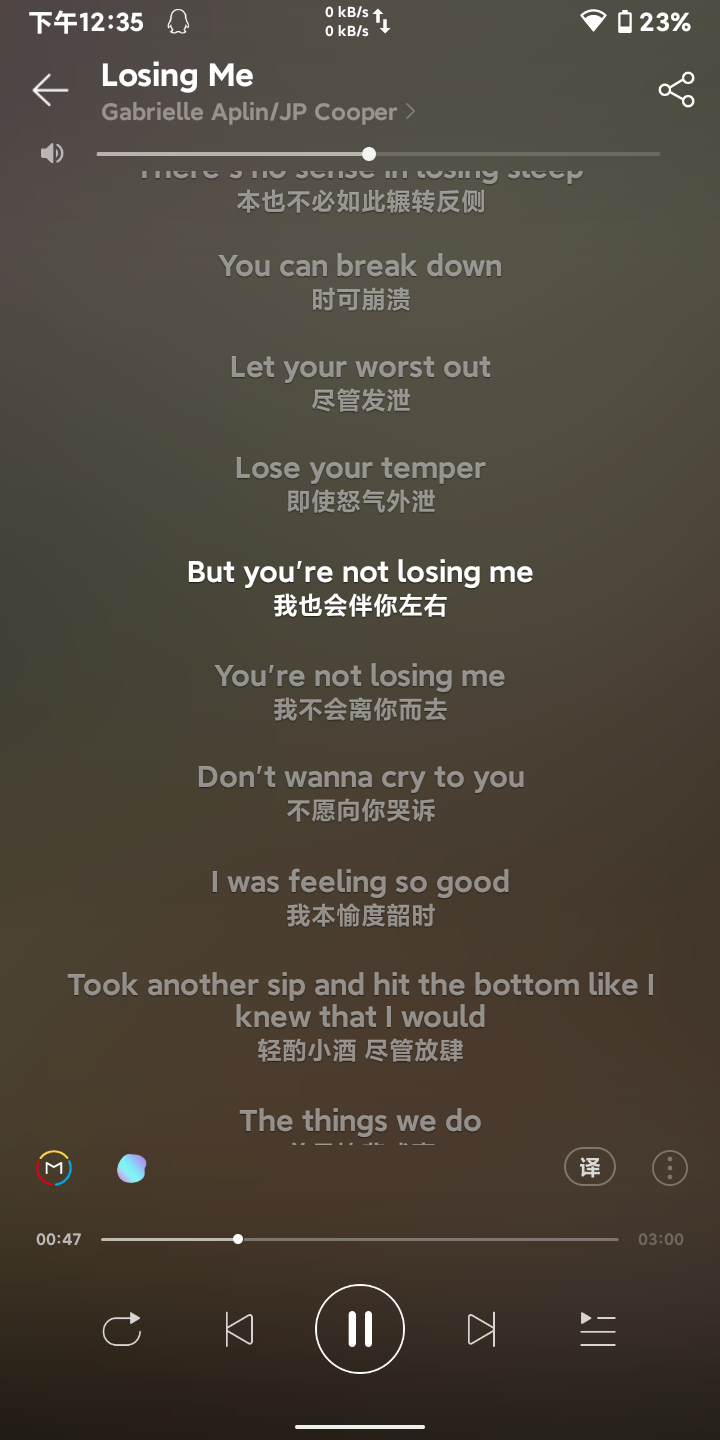 下午12:35
0 kB/s
0 kB/s
23%
Losing Me
Gabrielle Aplin/JP Cooper
There's no sense in losing sleep
本也不必如此辗转反侧
You can break down
时可崩溃
Let your worst out
尽管发泄
Lose your temper
即使怒气外泄
But you're not losing me
我也会伴你左右
You're not losing me
我不会离你而去
Don't wanna cry to you
不愿向你哭诉
I was feeling so good
我本愉度韶时
Took another sip and hit the bottom like I
knew that I would
轻酌小酒 尽管放肆
The things we do
M
译
00:47
03:00